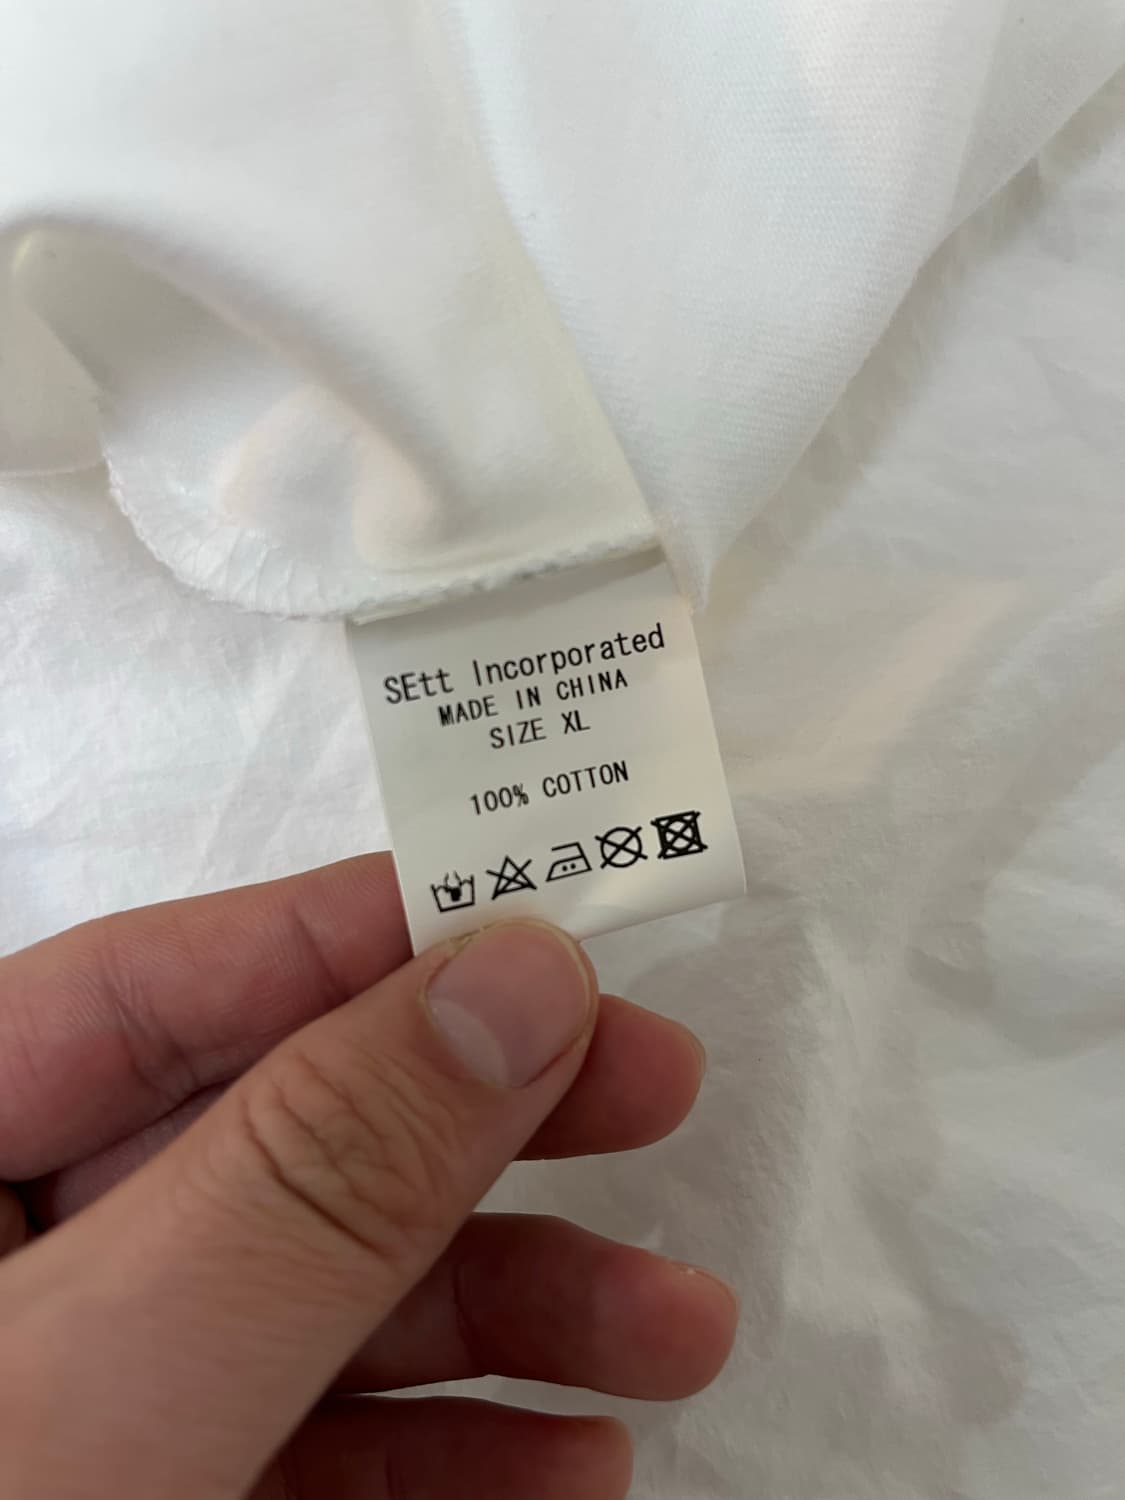 SEtt Incorporated
MADE IN CHINA
SIZE XL
100% COTTON